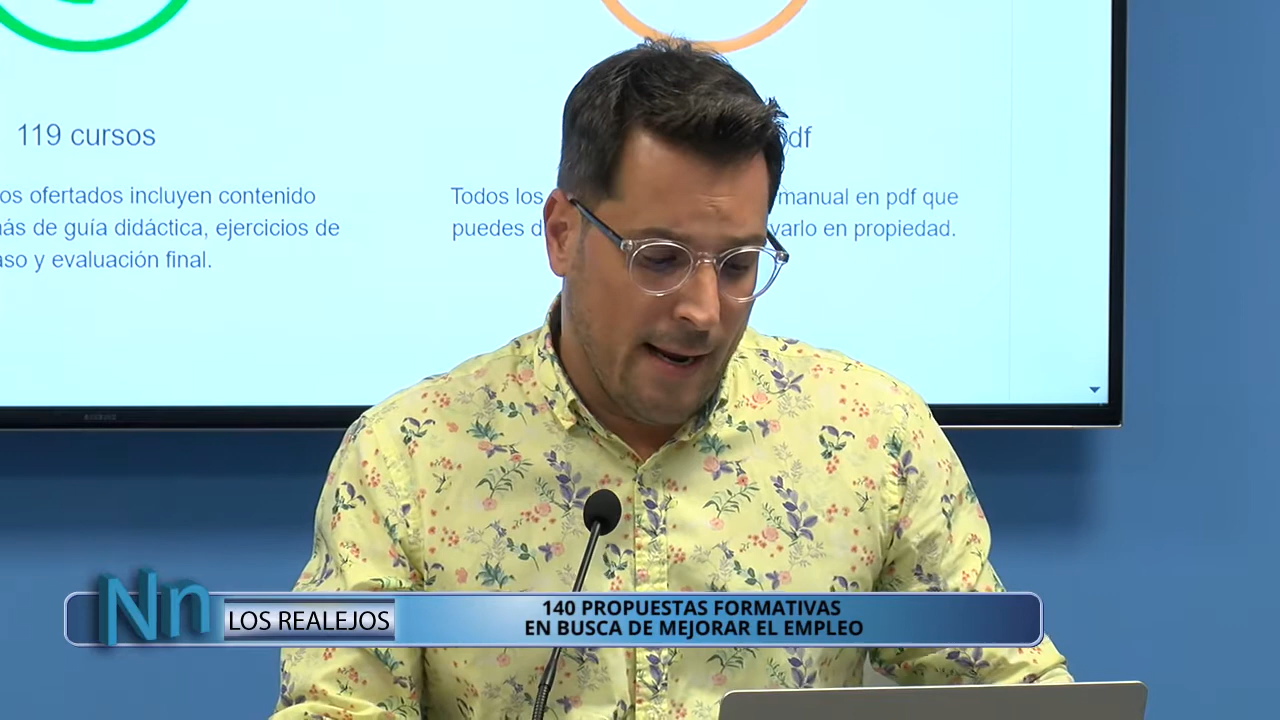 119 cursos
os ofertados incluyen contenido
ás de guía didáctica, ejercicios de
aso y evaluación final.
df
Todos los manual en pdf que
puedes d varlo en propiedad.
SAMSUNG
Nn
LOS REALEJOS
140 PROPUESTAS FORMATIVAS
EN BUSCA DE MEJORAR EL EMPLEO